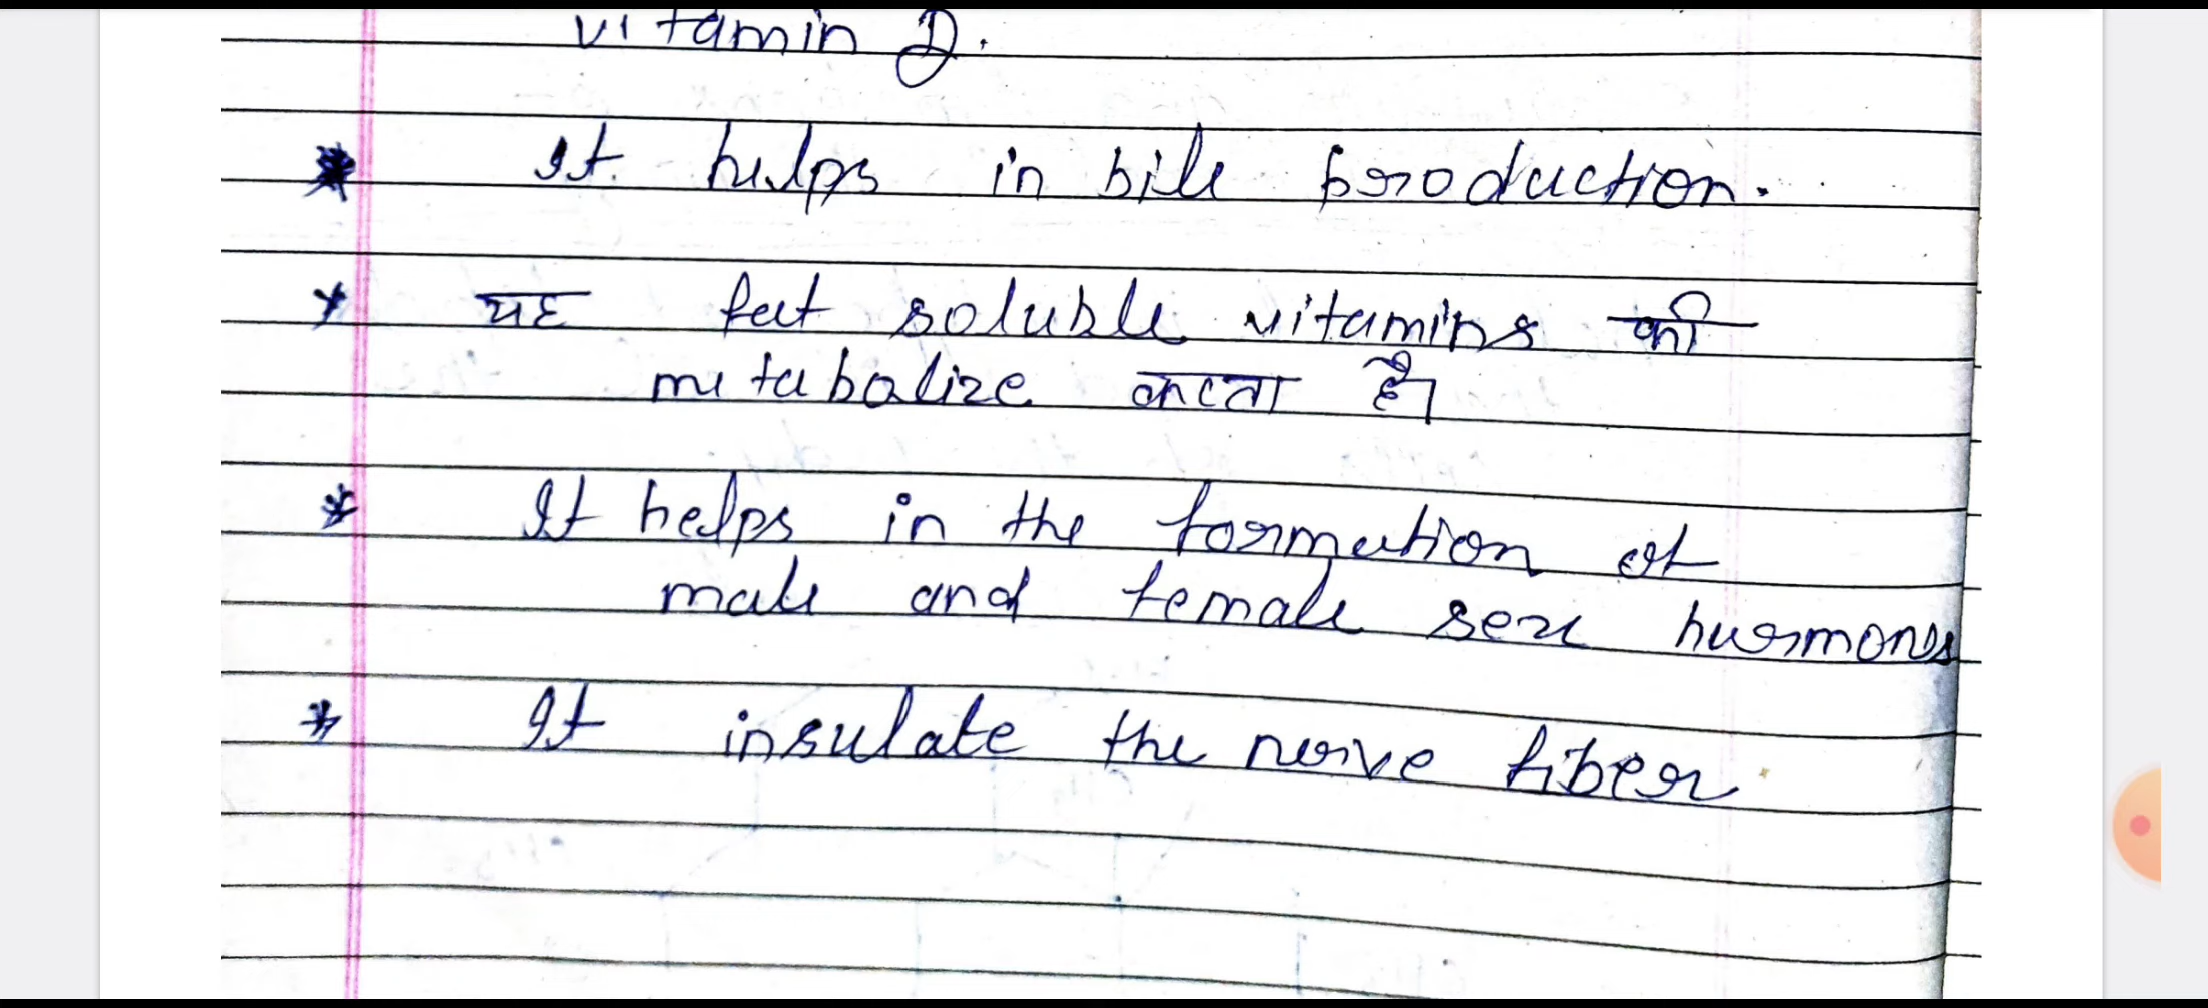 vitamin D.
* It helps in bile production.
* यह fat soluble vitamins को
metabolize करता है।
* It helps in the formation of
male and female sex hormones
* It insulate the nerve fiber